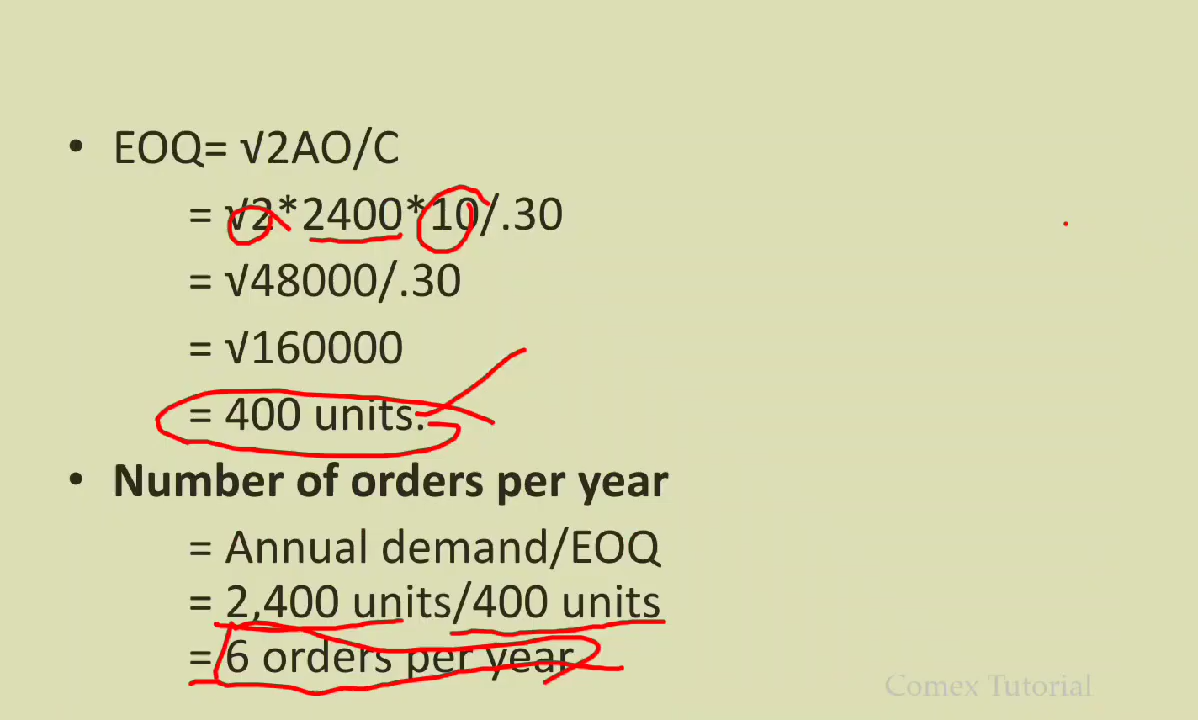 • EOQ= √2AO/C
= √2*2400*10/.30
= √48000/.30
= √160000
= 400 units.
• Number of orders per year
= Annual demand/EOQ
= 2,400 units/400 units
= 6 orders per year
Comex Tutorial